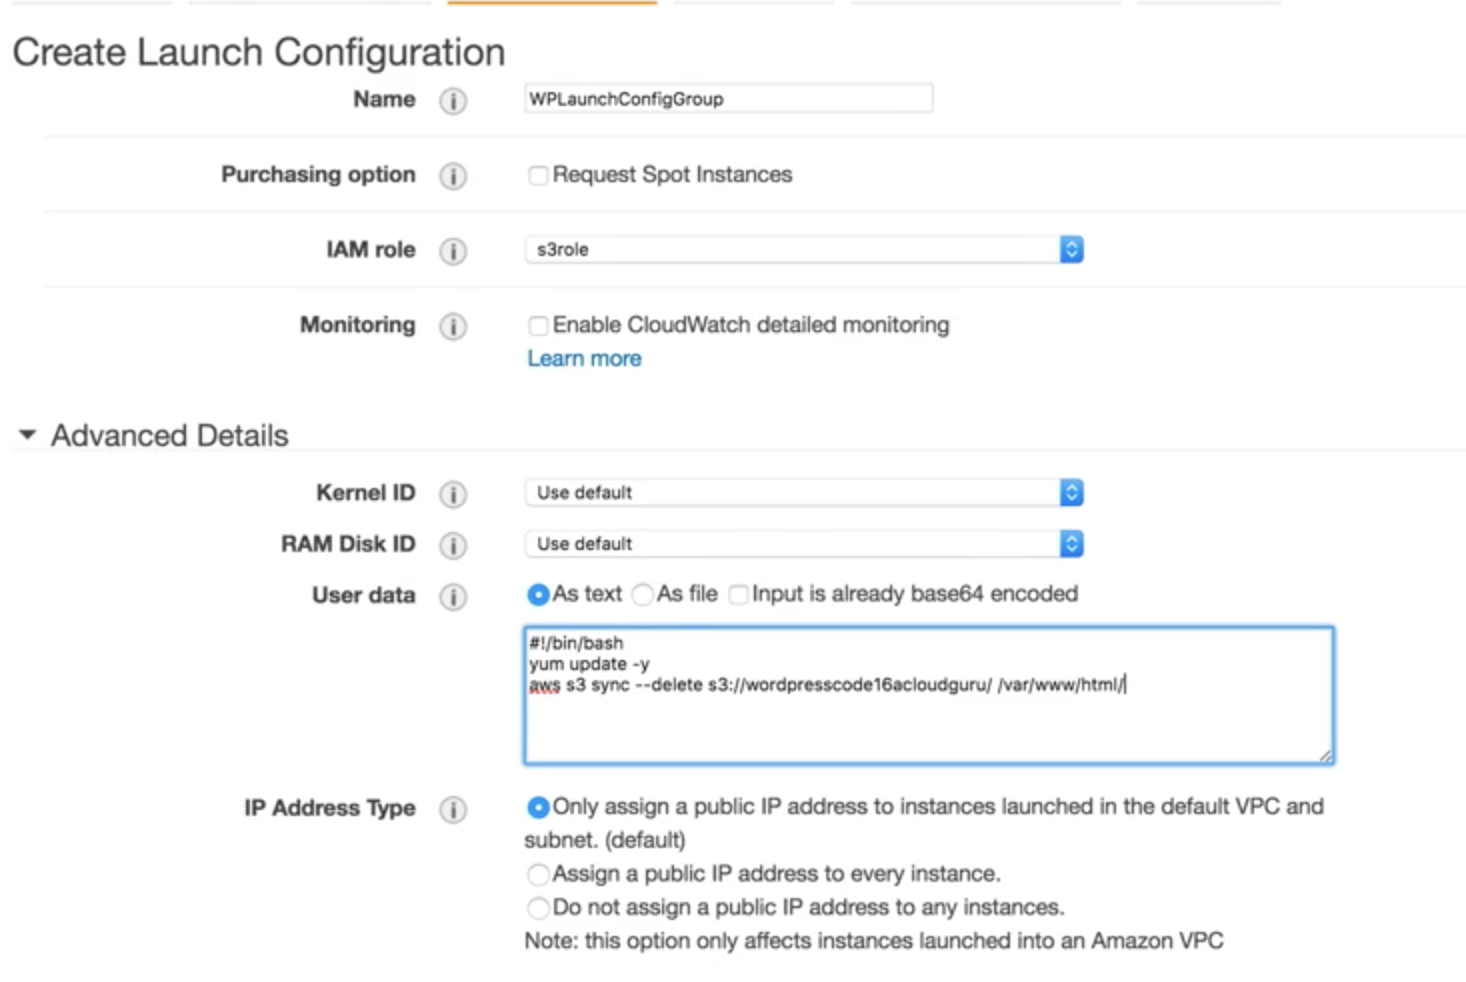 Create Launch Configuration
Name i WPLaunchConfigGroup
Purchasing option i Request Spot Instances
IAM role i s3role
Monitoring i Enable CloudWatch detailed monitoring
Learn more
Advanced Details
Kernel ID i Use default
RAM Disk ID i Use default
User data i As text As file Input is already base64 encoded
#!/bin/bash
yum update -y
aws s3 sync --delete s3://wordpresscode16acloudguru/ /var/www/html/
IP Address Type i Only assign a public IP address to instances launched in the default VPC and
subnet. (default)
Assign a public IP address to every instance.
Do not assign a public IP address to any instances.
Note: this option only affects instances launched into an Amazon VPC